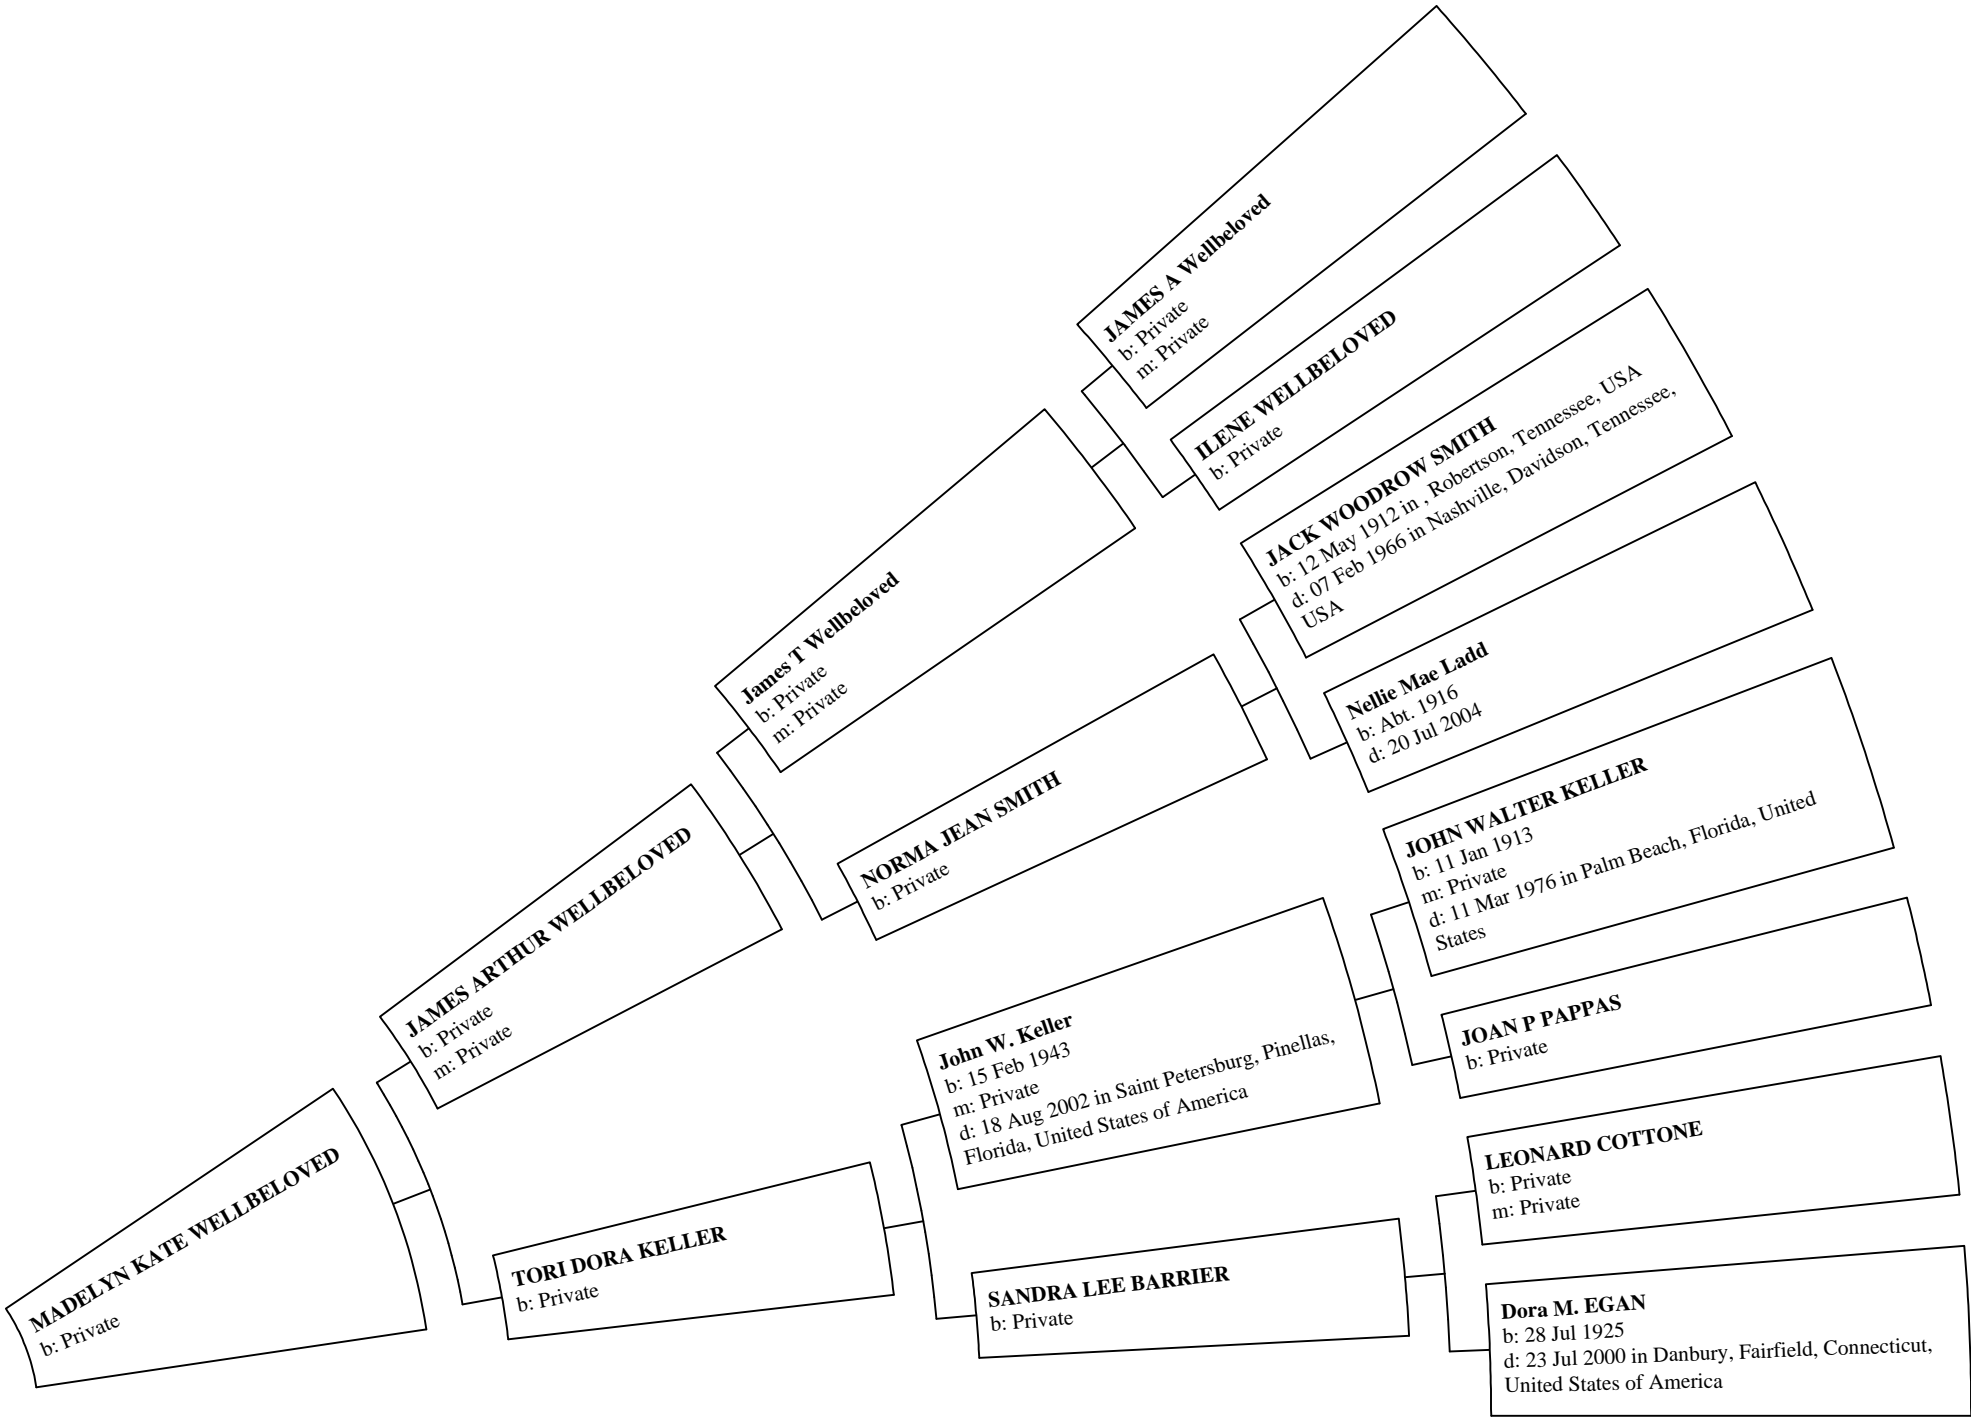 JAMES A Wellbeloved
b: Private
m: Private
ILENE WELLBELOVED
b: Private
JACK WOODROW SMITH
b: 12 May 1912 in , Robertson, Tennessee, USA
d: 07 Feb 1966 in Nashville, Davidson, Tennessee,
USA
Nellie Mae Ladd
b: Abt. 1916
d: 20 Jul 2004
JOHN WALTER KELLER
b: 11 Jan 1913
m: Private
d: 11 Mar 1976 in Palm Beach, Florida, United
States
JOAN P PAPPAS
b: Private
LEONARD COTTONE
b: Private
m: Private
Dora M. EGAN
b: 28 Jul 1925
d: 23 Jul 2000 in Danbury, Fairfield, Connecticut,
United States of America
James T Wellbeloved
b: Private
m: Private
NORMA JEAN SMITH
b: Private
John W. Keller
b: 15 Feb 1943
m: Private
d: 18 Aug 2002 in Saint Petersburg, Pinellas,
Florida, United States of America
SANDRA LEE BARRIER
b: Private
JAMES ARTHUR WELLBELOVED
b: Private
m: Private
TORI DORA KELLER
b: Private
MADELYN KATE WELLBELOVED
b: Private